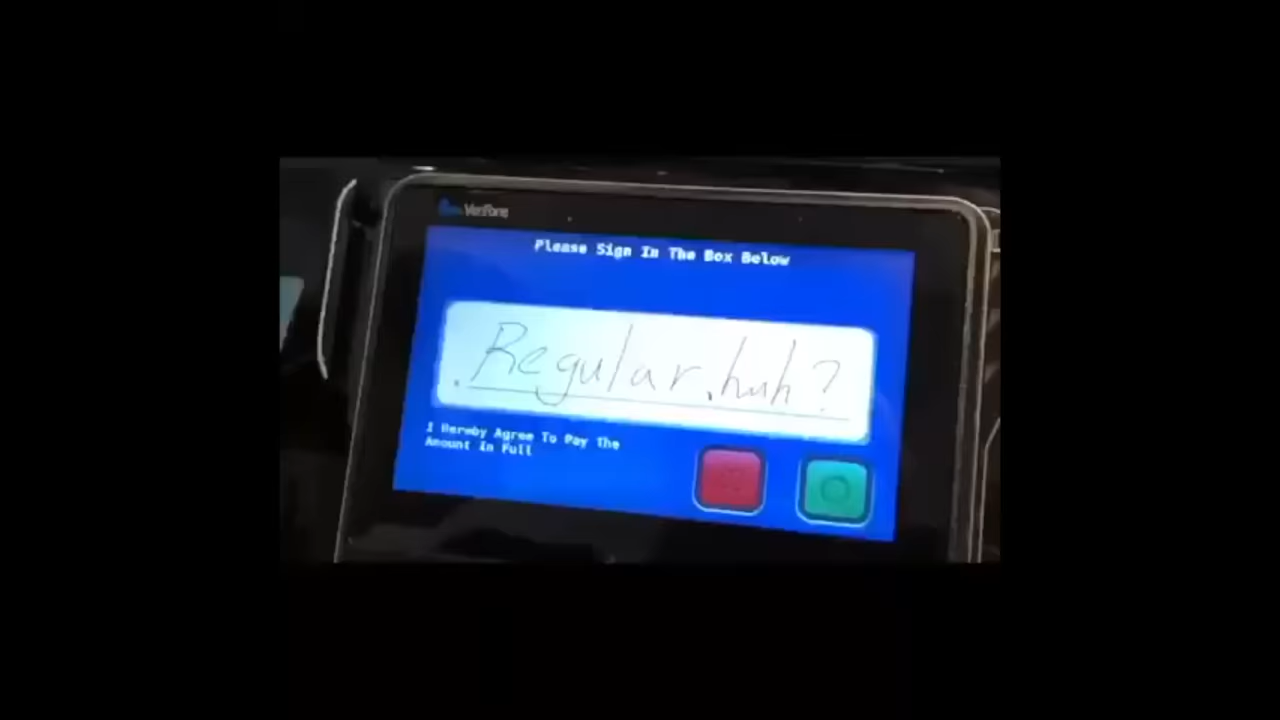 VeriFone
Please Sign In The Box Below
.Regular.huh?
I Hereby Agree To Pay The
Amount In Full